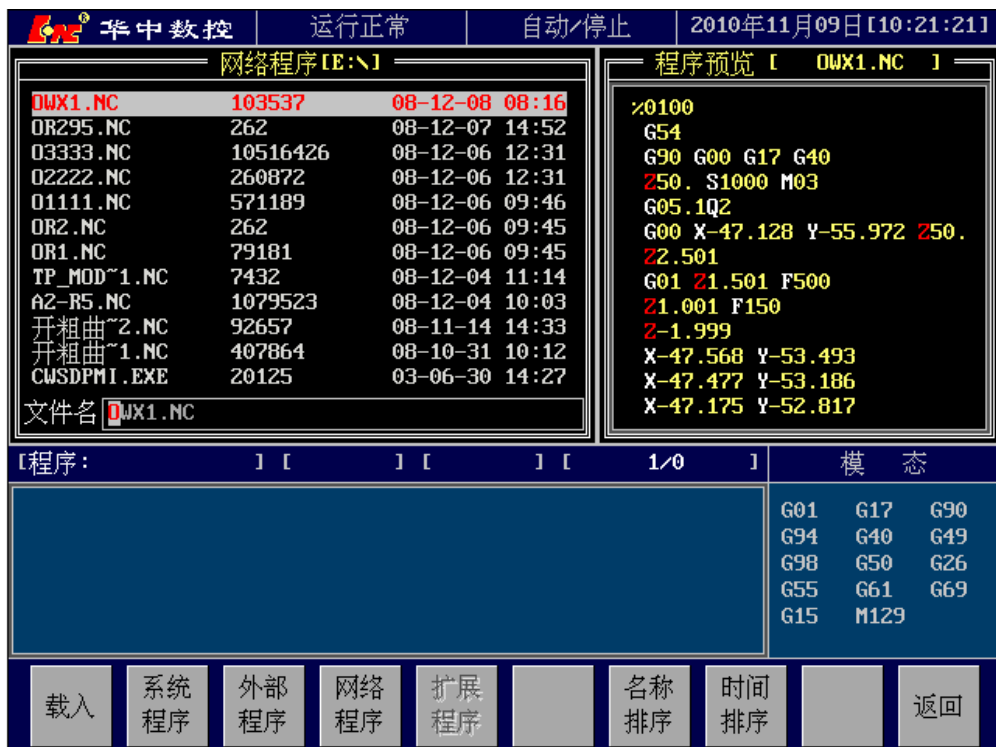 HNC 华中数控 运行正常 自动/停止 2010年11月09日[10:21:21]
网络程序[E:\]
OWX1.NC 103537 08-12-08 08:16
OR295.NC 262 08-12-07 14:52
O3333.NC 10516426 08-12-06 12:31
O2222.NC 260872 08-12-06 12:31
O1111.NC 571189 08-12-06 09:46
OR2.NC 262 08-12-06 09:45
OR1.NC 79181 08-12-06 09:45
TP_MOD~1.NC 7432 08-12-04 11:14
A2-R5.NC 1079523 08-12-04 10:03
开粗曲~2.NC 92657 08-11-14 14:33
开粗曲~1.NC 407864 08-10-31 10:12
CWSDPMI.EXE 20125 03-06-30 14:27
文件名 OWX1.NC
程序预览 [ OWX1.NC ]
%0100
G54
G90 G00 G17 G40
Z50. S1000 M03
G05.1Q2
G00 X-47.128 Y-55.972 Z50.
Z2.501
G01 Z1.501 F500
Z1.001 F150
Z-1.999
X-47.568 Y-53.493
X-47.477 Y-53.186
X-47.175 Y-52.817
[程序: ] [ ] [ ] [ 1/0 ] 模 态
G01 G17 G90
G94 G40 G49
G98 G50 G26
G55 G61 G69
G15 M129
载入
系统
程序
外部
程序
网络
程序
扩展
程序
名称
排序
时间
排序
返回